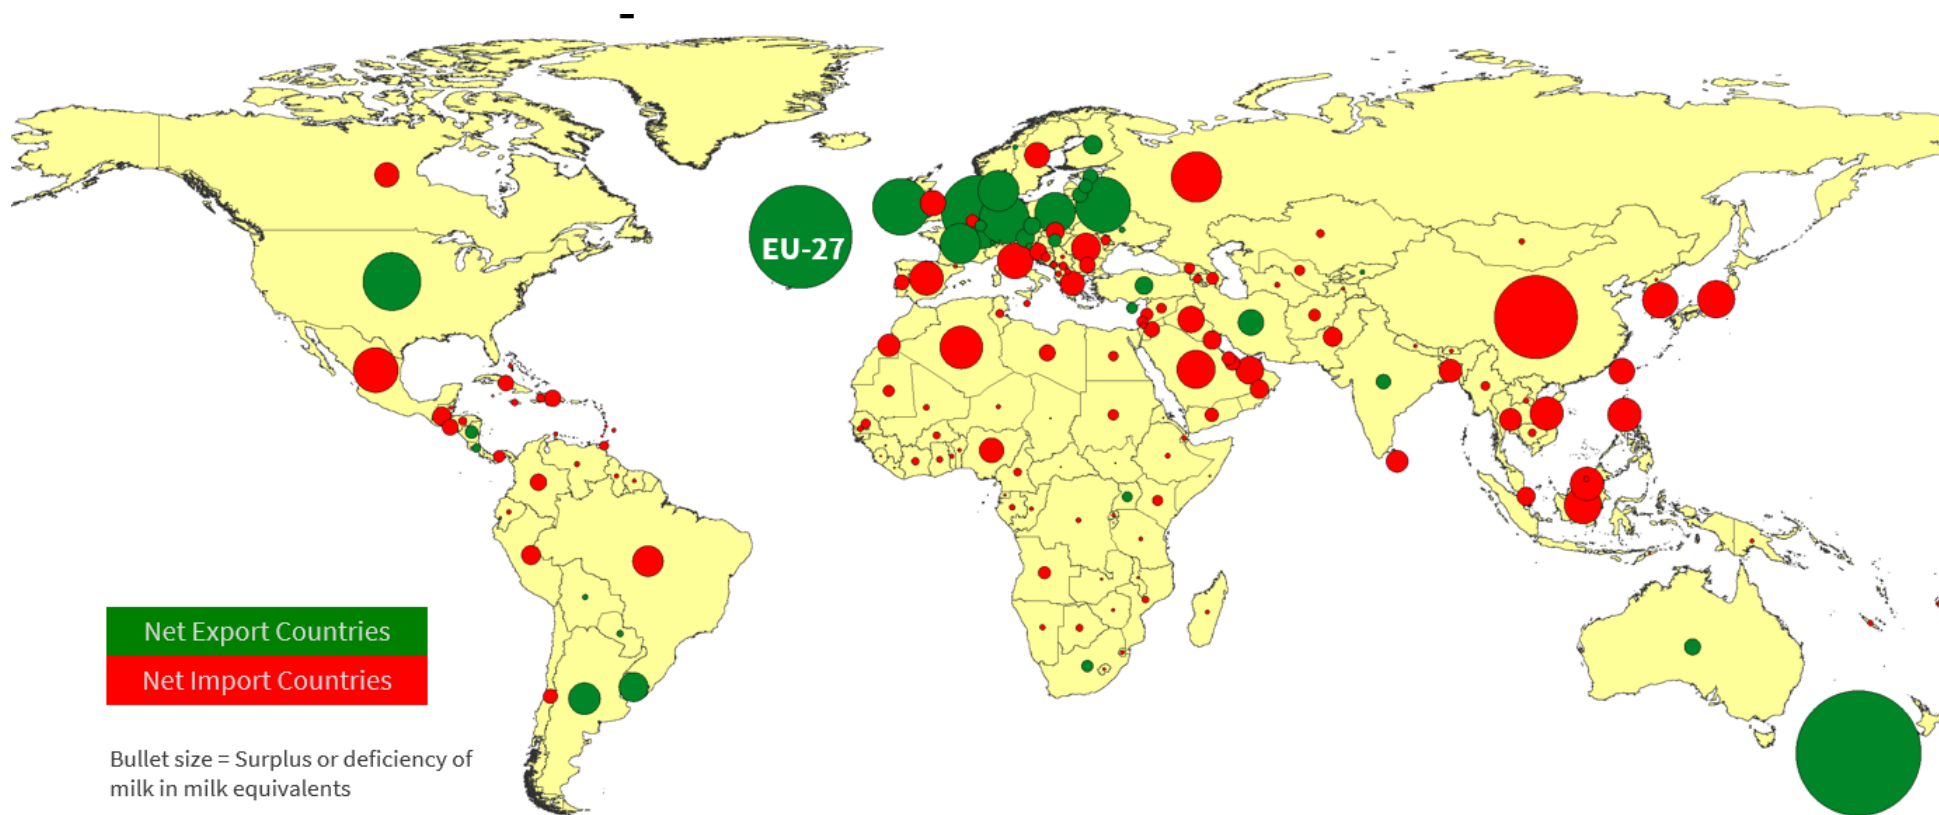 EU-27
Net Export Countries
Net Import Countries
Bullet size = Surplus or deficiency of
milk in milk equivalents